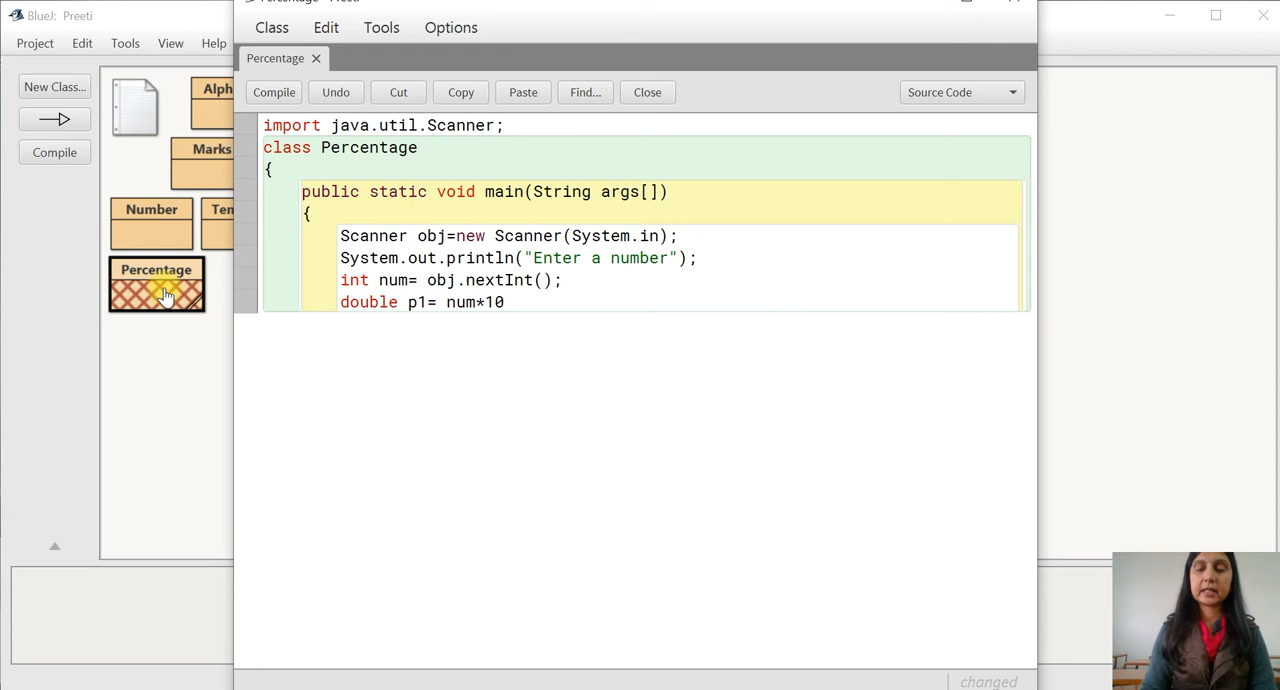 BlueJ: Preeti
Project Edit Tools View Help
New Class...
Compile
Alph
Marks
Number
Ten
Percentage
Percentage - Preeti
Class Edit Tools Options
Percentage
Compile Undo Cut Copy Paste Find... Close Source Code
import java.util.Scanner;
class Percentage
{
public static void main(String args[])
{
Scanner obj=new Scanner(System.in);
System.out.println("Enter a number");
int num= obj.nextInt();
double p1= num*10
changed